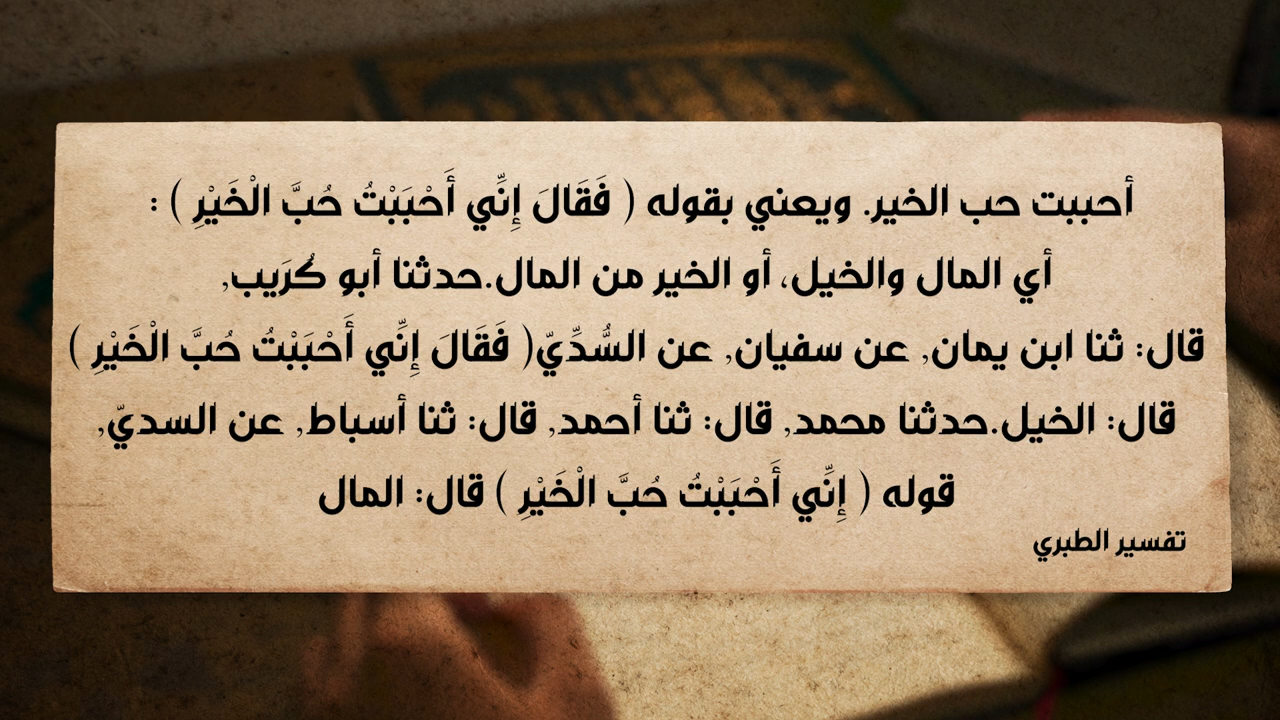 أحببت حب الخير. ويعني بقوله ( فَقَالَ إِنِّي أَحْبَبْتُ حُبَّ الْخَيْرِ ) :
أي المال والخيل، أو الخير من المال.حدثنا أبو كُرَيب,
قال: ثنا ابن يمان, عن سفيان, عن السُّدِّيّ( فَقَالَ إِنِّي أَحْبَبْتُ حُبَّ الْخَيْرِ )
قال: الخيل.حدثنا محمد, قال: ثنا أحمد, قال: ثنا أسباط, عن السديّ,
قوله ( إِنِّي أَحْبَبْتُ حُبَّ الْخَيْرِ ) قال: المال
تفسير الطبري